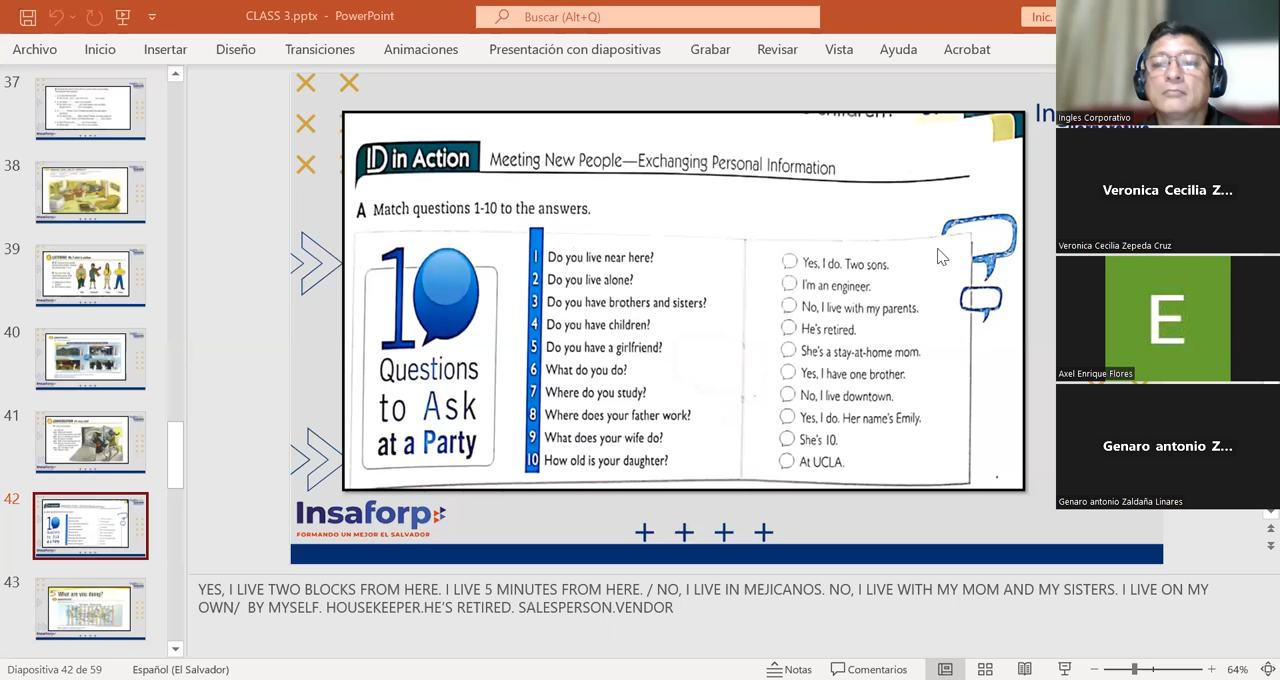 CLASS 3.pptx - PowerPoint
Buscar (Alt+Q)
Inic.
Archivo Inicio Insertar Diseño Transiciones Animaciones Presentación con diapositivas Grabar Revisar Vista Ayuda Acrobat
37
38
39
40
41
42
43
What are you doing?
ID in Action Meeting New People—Exchanging Personal Information
A Match questions 1-10 to the answers.
10 Questions to Ask at a Party
1 Do you live near here?
2 Do you live alone?
3 Do you have brothers and sisters?
4 Do you have children?
5 Do you have a girlfriend?
6 What do you do?
7 Where do you study?
8 Where does your father work?
9 What does your wife do?
10 How old is your daughter?
Yes, I do. Two sons.
I'm an engineer.
No, I live with my parents.
He's retired.
She's a stay-at-home mom.
Yes, I have one brother.
No, I live downtown.
Yes, I do. Her name's Emily.
She's 10.
At UCLA.
Insaforp
FORMANDO UN MEJOR EL SALVADOR
YES, I LIVE TWO BLOCKS FROM HERE. I LIVE 5 MINUTES FROM HERE. / NO, I LIVE IN MEJICANOS. NO, I LIVE WITH MY MOM AND MY SISTERS. I LIVE ON MY
OWN/ BY MYSELF. HOUSEKEEPER.HE'S RETIRED. SALESPERSON.VENDOR
Diapositiva 42 de 59 Español (El Salvador) Notas Comentarios 64%
Ingles Corporativo
Veronica Cecilia Z...
Veronica Cecilia Zepeda Cruz
E
Axel Enrique Flores
Genaro antonio Z...
Genaro antonio Zaldaña Linares